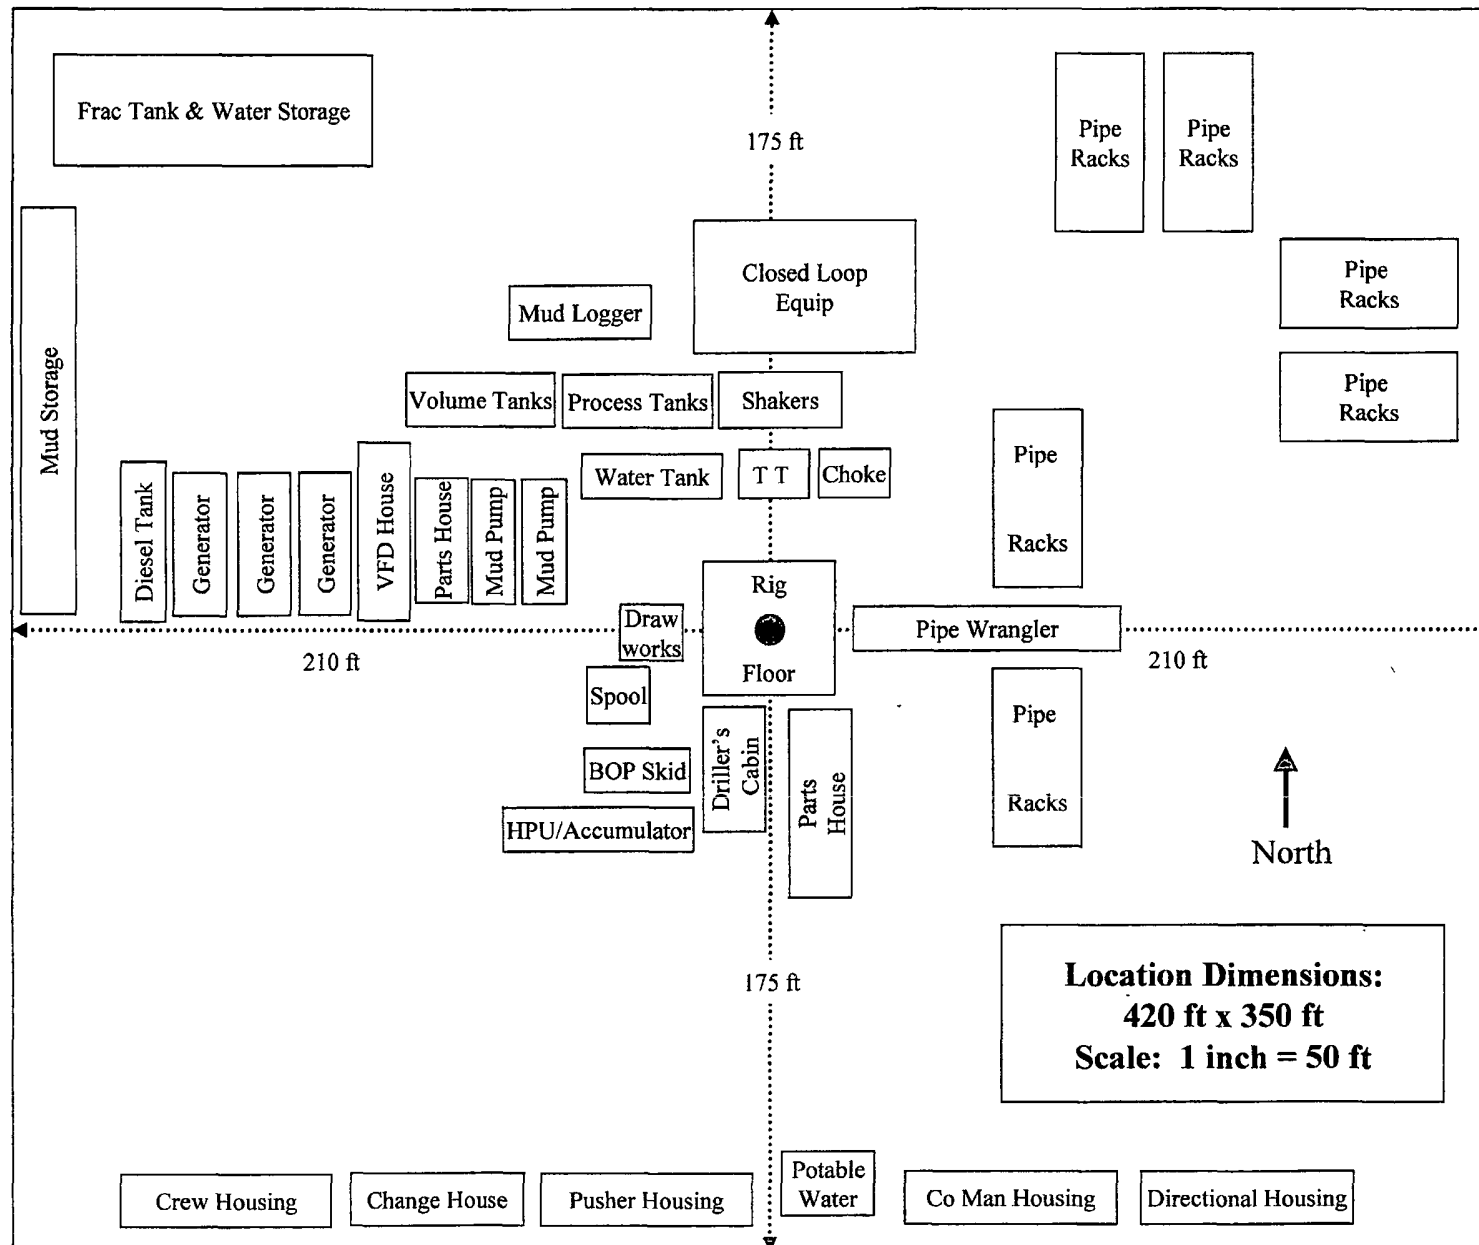 Frac Tank & Water Storage
175 ft
Pipe
Racks
Pipe
Racks
Closed Loop
Equip
Pipe
Racks
Mud Logger
Mud Storage
Pipe
Racks
Volume Tanks
Process Tanks
Shakers
Pipe
Racks
Water Tank
T T
Choke
Diesel Tank
Generator
Generator
Generator
VFD House
Parts House
Mud Pump
Mud Pump
Rig
Floor
Draw
works
Pipe Wrangler
210 ft
210 ft
Spool
Pipe
Racks
Driller's
Cabin
Parts
House
BOP Skid
HPU/Accumulator
North
Location Dimensions:
420 ft x 350 ft
Scale: 1 inch = 50 ft
175 ft
Crew Housing
Change House
Pusher Housing
Potable
Water
Co Man Housing
Directional Housing